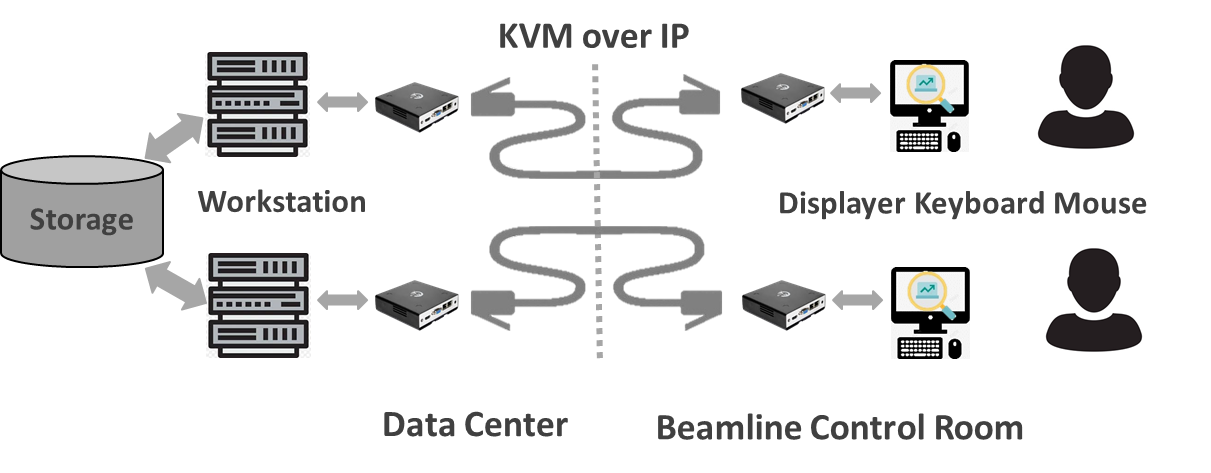 KVM over IP
Workstation
Displayer Keyboard Mouse
Storage
Data Center
Beamline Control Room